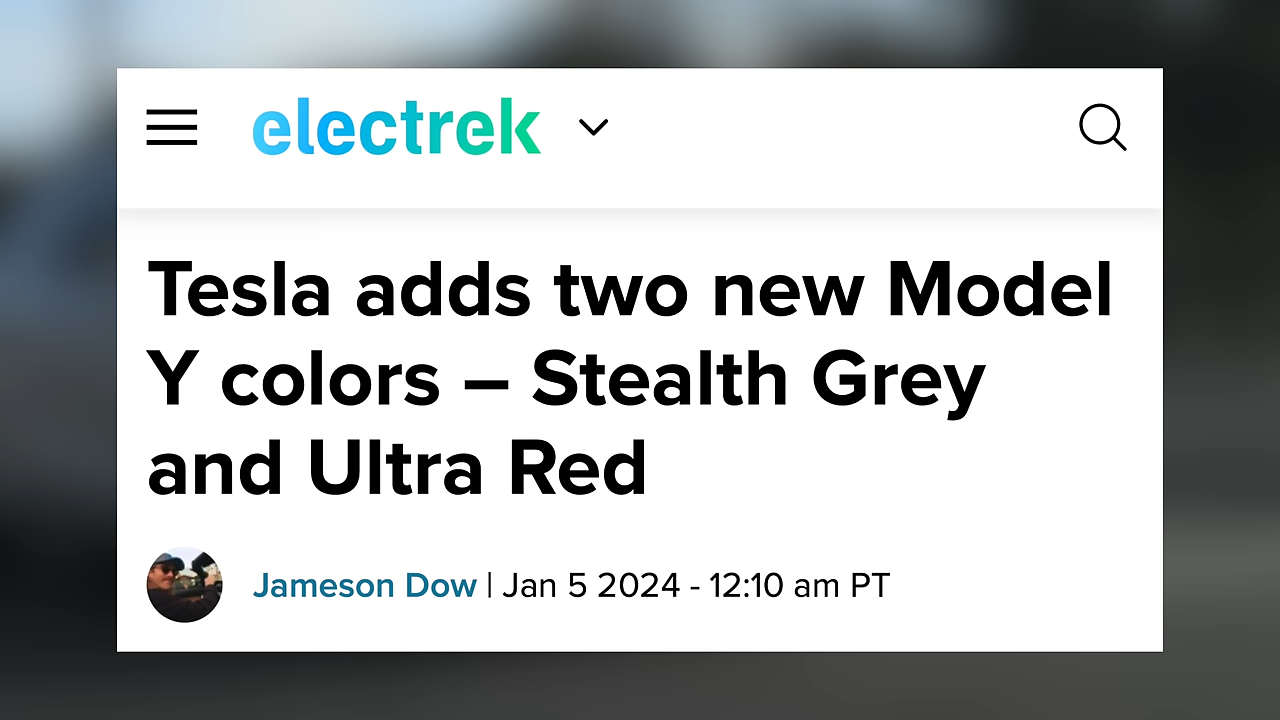 electrek
Tesla adds two new Model
Y colors – Stealth Grey
and Ultra Red
Jameson Dow | Jan 5 2024 - 12:10 am PT